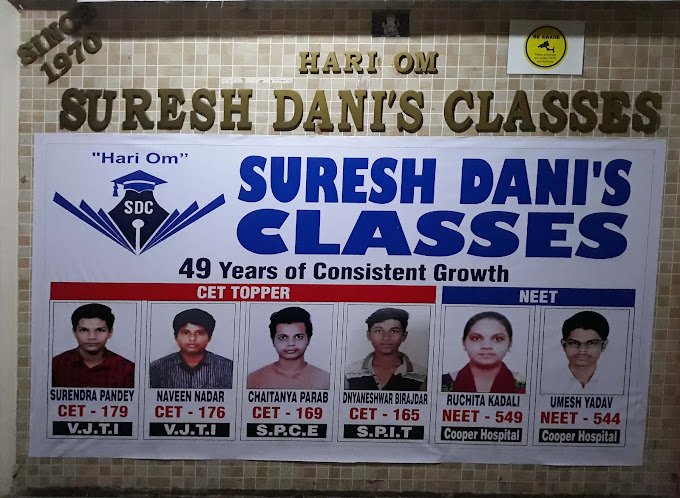 SINCE
1970
HARI OM
SURESH DANI'S CLASSES
BE AWARE
"Hari Om"
SDC
SURESH DANI'S
CLASSES
49 Years of Consistent Growth
CET TOPPER
NEET
SURENDRA PANDEY
CET - 179
V.J.T.I
NAVEEN NADAR
CET - 176
V.J.T.I
CHAITANYA PARAB
CET - 169
S.P.C.E
DNYANESHWAR BIRAJDAR
CET - 165
S.P.I.T
RUCHITA KADALI
NEET - 549
Cooper Hospital
UMESH YADAV
NEET - 544
Cooper Hospital